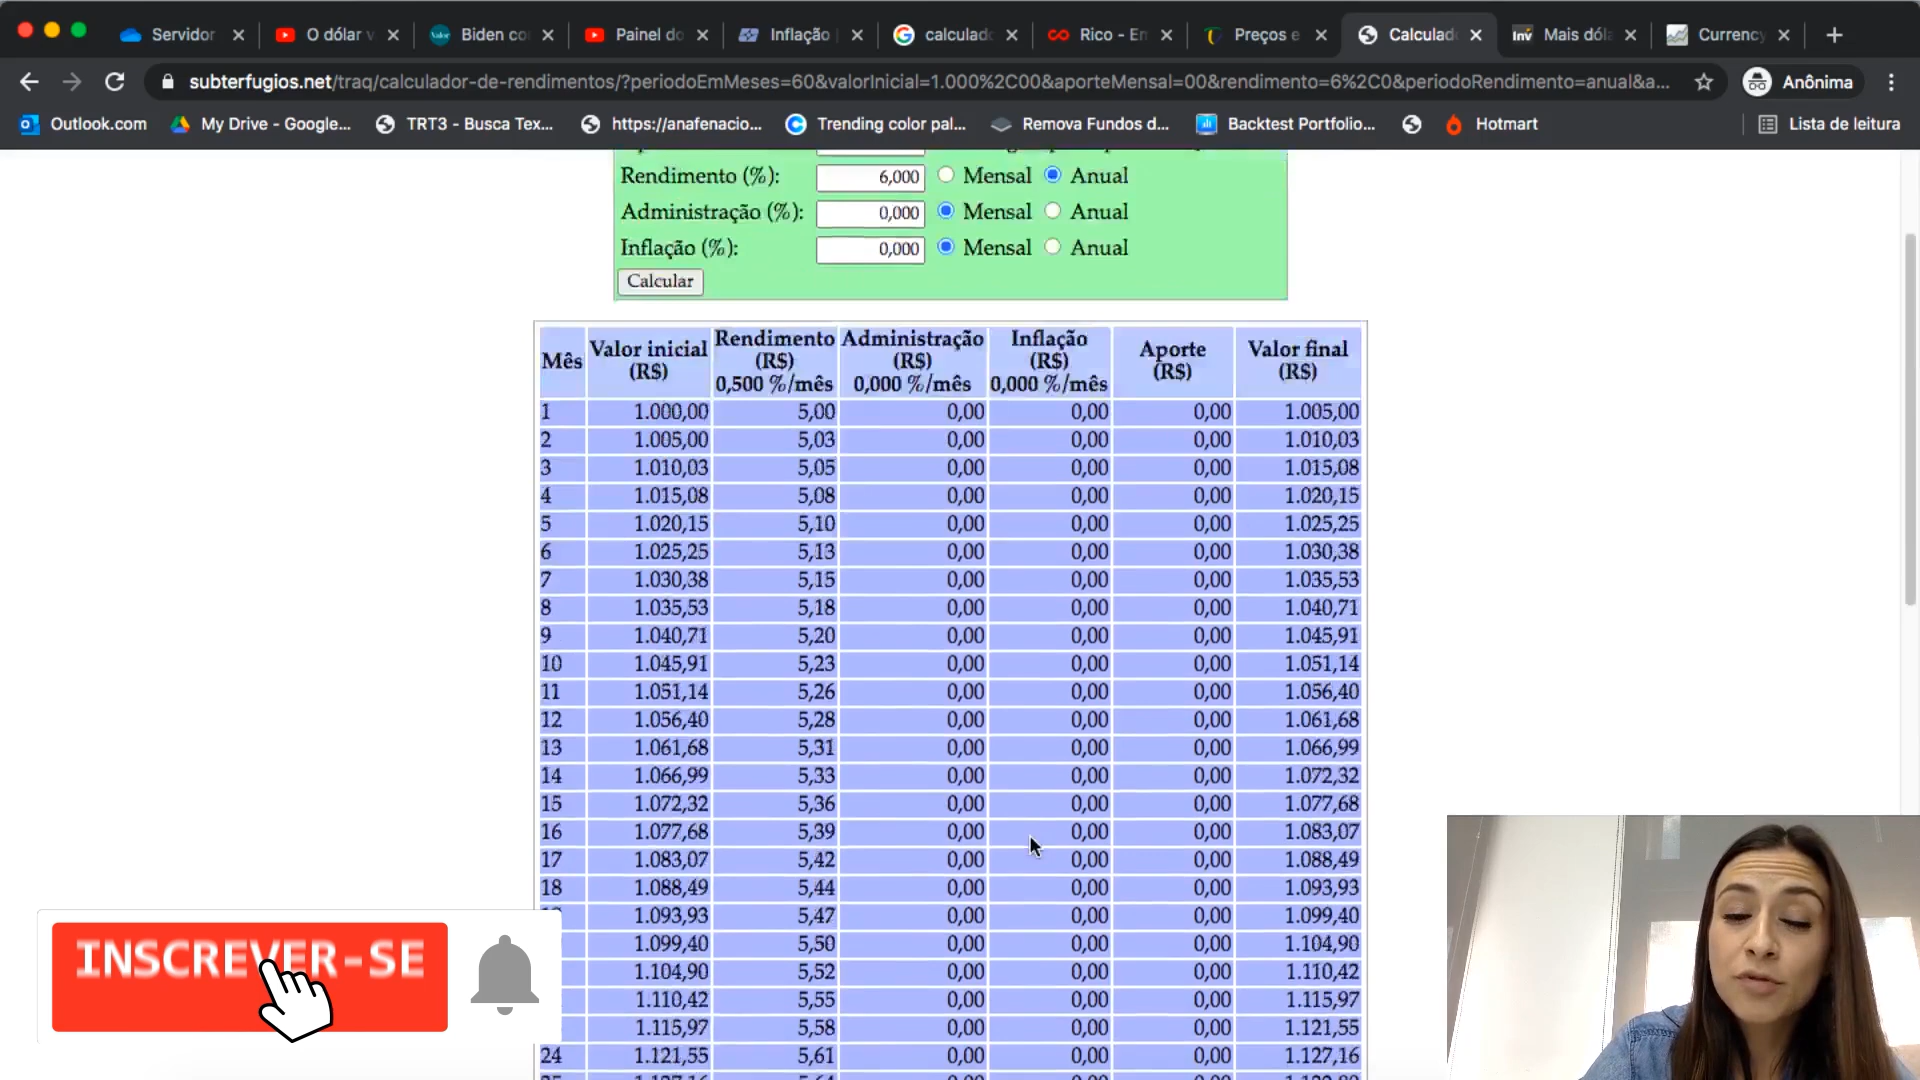 Servidor
O dólar v
Biden co
Painel do
Inflação
calculad
Rico - En
Preços e
Calculad
Mais dól
Currency
subterfugios.net/traq/calculador-de-rendimentos/?periodoEmMeses=60&valorInicial=1.000%2C00&aporteMensal=00&rendimento=6%2C0&periodoRendimento=anual&a...
Anônima
Outlook.com
My Drive - Google...
TRT3 - Busca Tex...
https://anafenacio...
Trending color pal...
Remova Fundos d...
Backtest Portfolio...
Hotmart
Lista de leitura
Rendimento (%): 6,000 Mensal Anual
Administração (%): 0,000 Mensal Anual
Inflação (%): 0,000 Mensal Anual
Calcular
Mês Valor inicial (R$) Rendimento (R$) 0,500 %/mês Administração (R$) 0,000 %/mês Inflação (R$) 0,000 %/mês Aporte (R$) Valor final (R$)
1 1.000,00 5,00 0,00 0,00 0,00 1.005,00
2 1.005,00 5,03 0,00 0,00 0,00 1.010,03
3 1.010,03 5,05 0,00 0,00 0,00 1.015,08
4 1.015,08 5,08 0,00 0,00 0,00 1.020,15
5 1.020,15 5,10 0,00 0,00 0,00 1.025,25
6 1.025,25 5,13 0,00 0,00 0,00 1.030,38
7 1.030,38 5,15 0,00 0,00 0,00 1.035,53
8 1.035,53 5,18 0,00 0,00 0,00 1.040,71
9 1.040,71 5,20 0,00 0,00 0,00 1.045,91
10 1.045,91 5,23 0,00 0,00 0,00 1.051,14
11 1.051,14 5,26 0,00 0,00 0,00 1.056,40
12 1.056,40 5,28 0,00 0,00 0,00 1.061,68
13 1.061,68 5,31 0,00 0,00 0,00 1.066,99
14 1.066,99 5,33 0,00 0,00 0,00 1.072,32
15 1.072,32 5,36 0,00 0,00 0,00 1.077,68
16 1.077,68 5,39 0,00 0,00 0,00 1.083,07
17 1.083,07 5,42 0,00 0,00 0,00 1.088,49
18 1.088,49 5,44 0,00 0,00 0,00 1.093,93
1.093,93 5,47 0,00 0,00 0,00 1.099,40
1.099,40 5,50 0,00 0,00 0,00 1.104,90
1.104,90 5,52 0,00 0,00 0,00 1.110,42
1.110,42 5,55 0,00 0,00 0,00 1.115,97
1.115,97 5,58 0,00 0,00 0,00 1.121,55
24 1.121,55 5,61 0,00 0,00 0,00 1.127,16
INSCREVER-SE